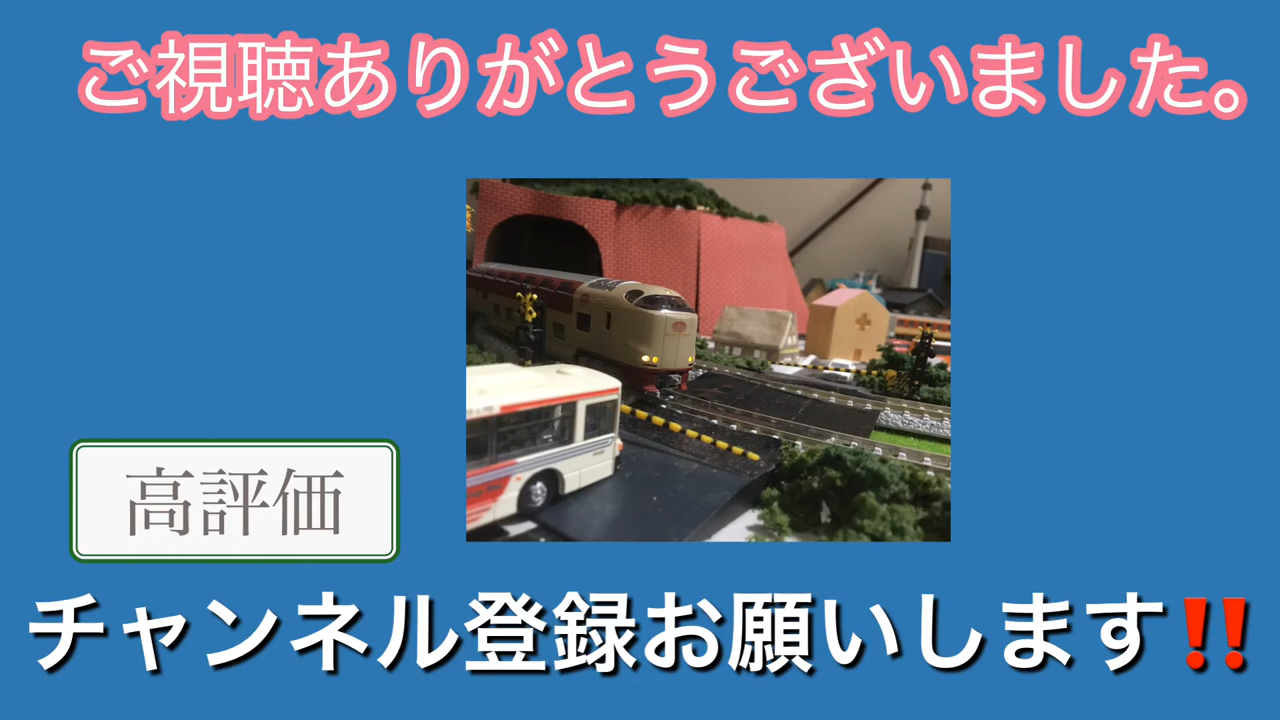 ご視聴ありがとうございました。
高評価
チャンネル登録お願いします‼